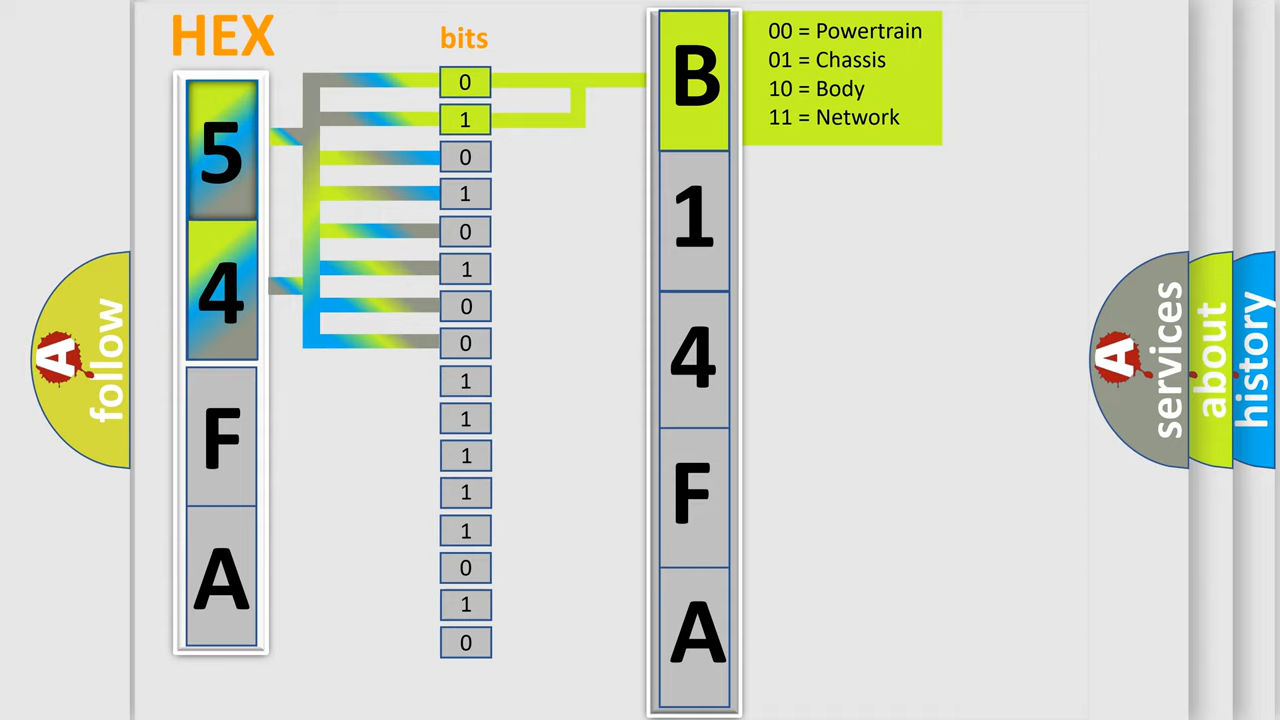 HEX
bits
5
4
F
A
0
1
0
1
0
1
0
0
1
1
1
1
1
0
1
0
B
1
4
F
A
00 = Powertrain
01 = Chassis
10 = Body
11 = Network
A follow
A services
about
history